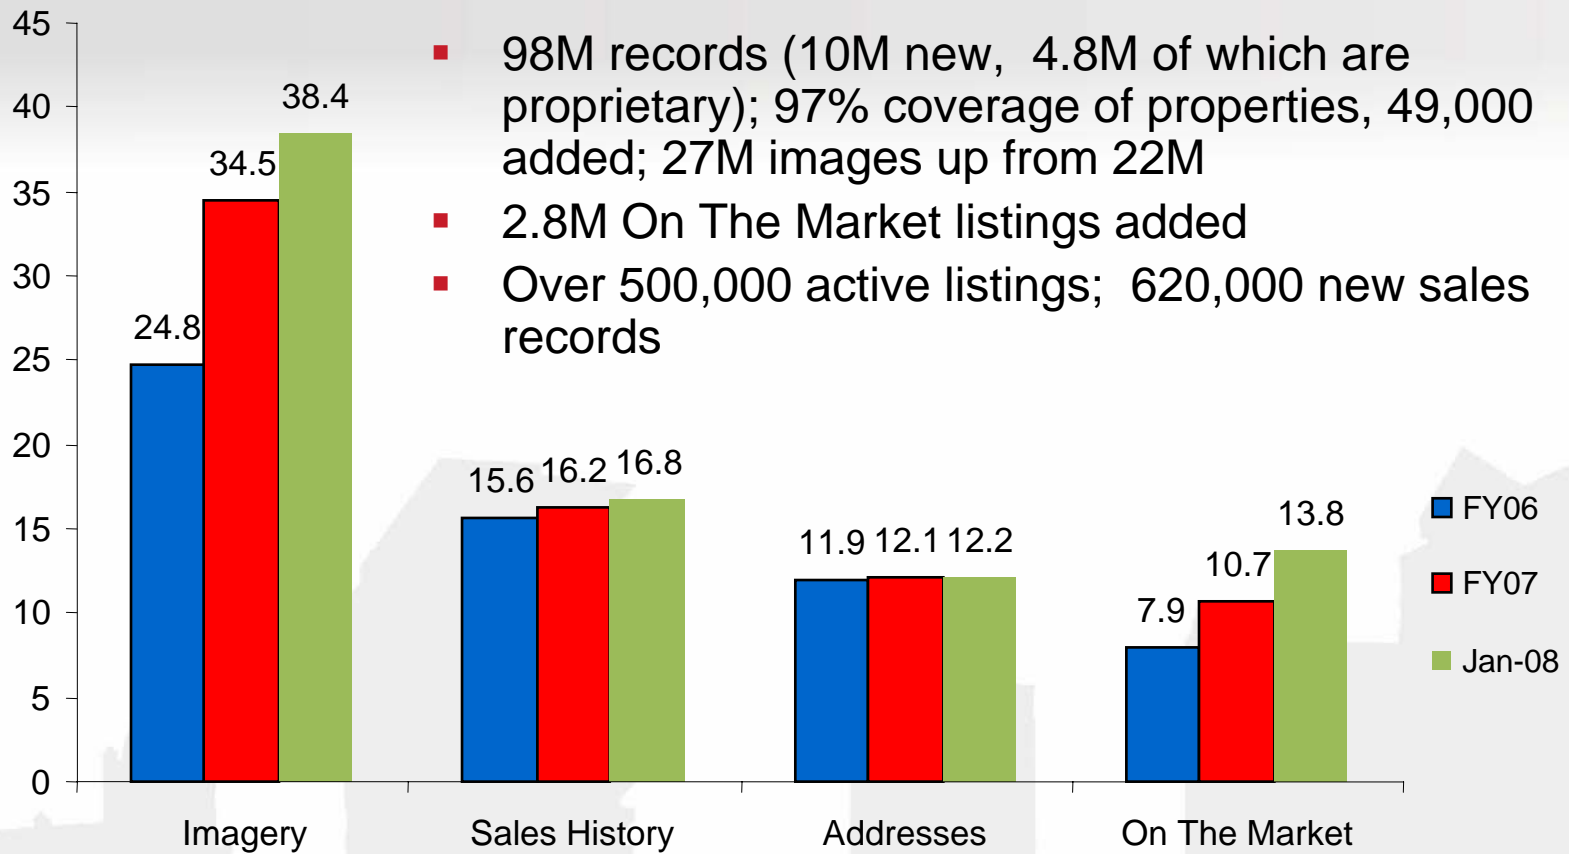 45
40
35
30
25
20
15
10
5
0
▪ 98M records (10M new,  4.8M of which are
proprietary); 97% coverage of properties, 49,000
added; 27M images up from 22M
▪ 2.8M On The Market listings added
▪ Over 500,000 active listings;  620,000 new sales
records
24.8
34.5
38.4
15.6
16.2
16.8
11.9
12.1
12.2
7.9
10.7
13.8
FY06
FY07
Jan-08
Imagery
Sales History
Addresses
On The Market